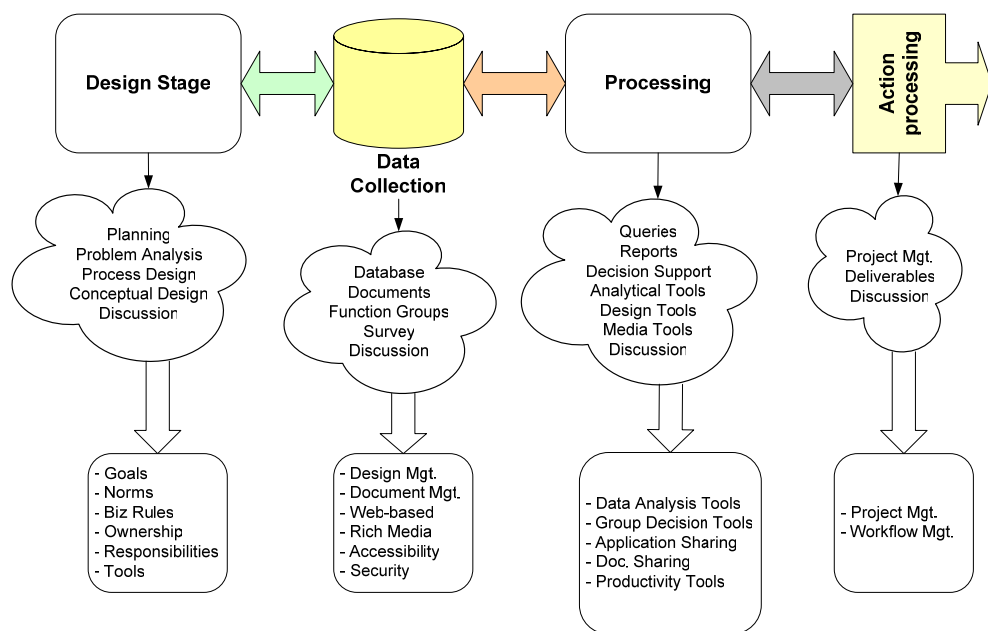 Design Stage
Data
Collection
Processing
Action
processing
Planning
Problem Analysis
Process Design
Conceptual Design
Discussion
Database
Documents
Function Groups
Survey
Discussion
Queries
Reports
Decision Support
Analytical Tools
Design Tools
Media Tools
Discussion
Project Mgt.
Deliverables
Discussion
- Goals
- Norms
- Biz Rules
- Ownership
- Responsibilities
- Tools
- Design Mgt.
- Document Mgt.
- Web-based
- Rich Media
- Accessibility
- Security
- Data Analysis Tools
- Group Decision Tools
- Application Sharing
- Doc. Sharing
- Productivity Tools
- Project Mgt.
- Workflow Mgt.